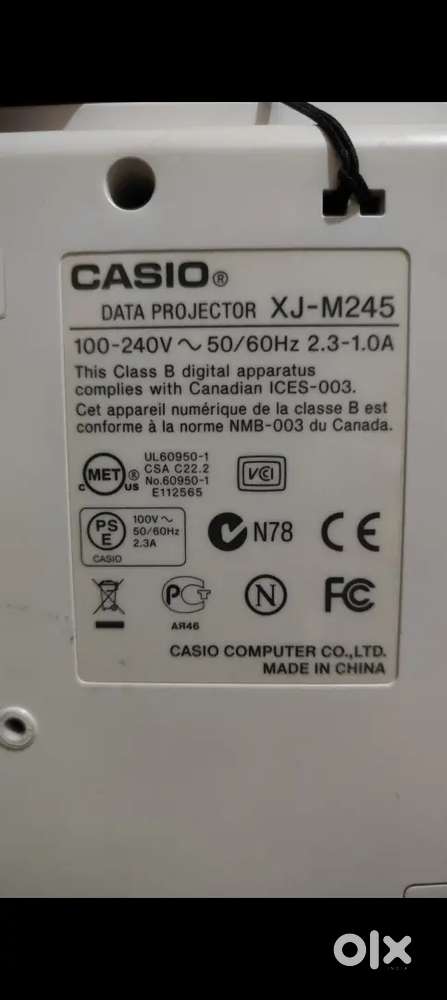 CASIO®
DATA PROJECTOR XJ-M245
100-240V ~ 50/60Hz 2.3-1.0A
This Class B digital apparatus
complies with Canadian ICES-003.
Cet appareil numérique de la classe B est
conforme à la norme NMB-003 du Canada.
c MET ® US
UL60950-1
CSA C22.2
No.60950-1
E112565
VCI
PS
E
CASIO
100V ~
50/60Hz
2.3A
N78
CE
PCT
АЯ46
N
FC
CASIO COMPUTER CO.,LTD.
MADE IN CHINA
olx
INDIA